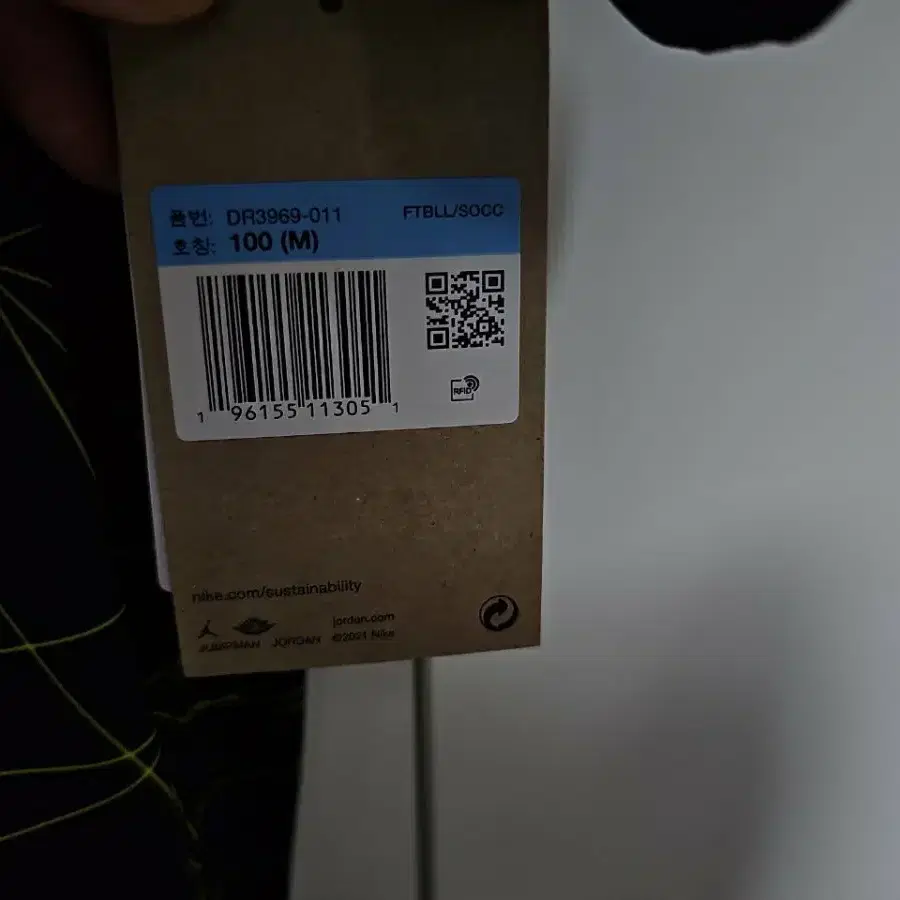 품번: DR3969-011 FTBLL/SOCC
호칭: 100 (M)
1 96155 11305 1
RFID
nike.com/sustainability
jordan.com
JUMPMAN JORDAN ©2021 Nike